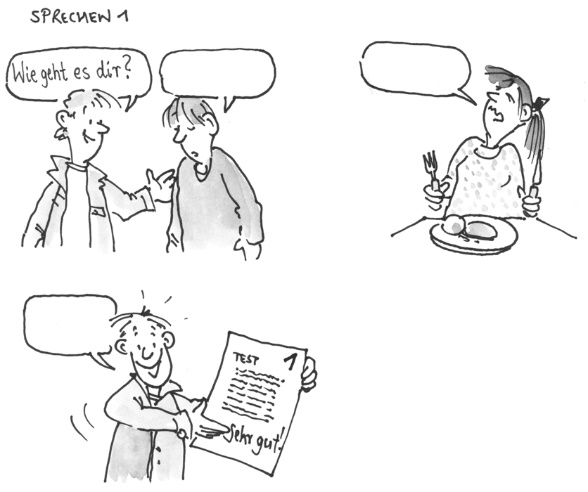 SPRECHEN 1
Wie geht es dir?
TEST 1
Sehr gut!